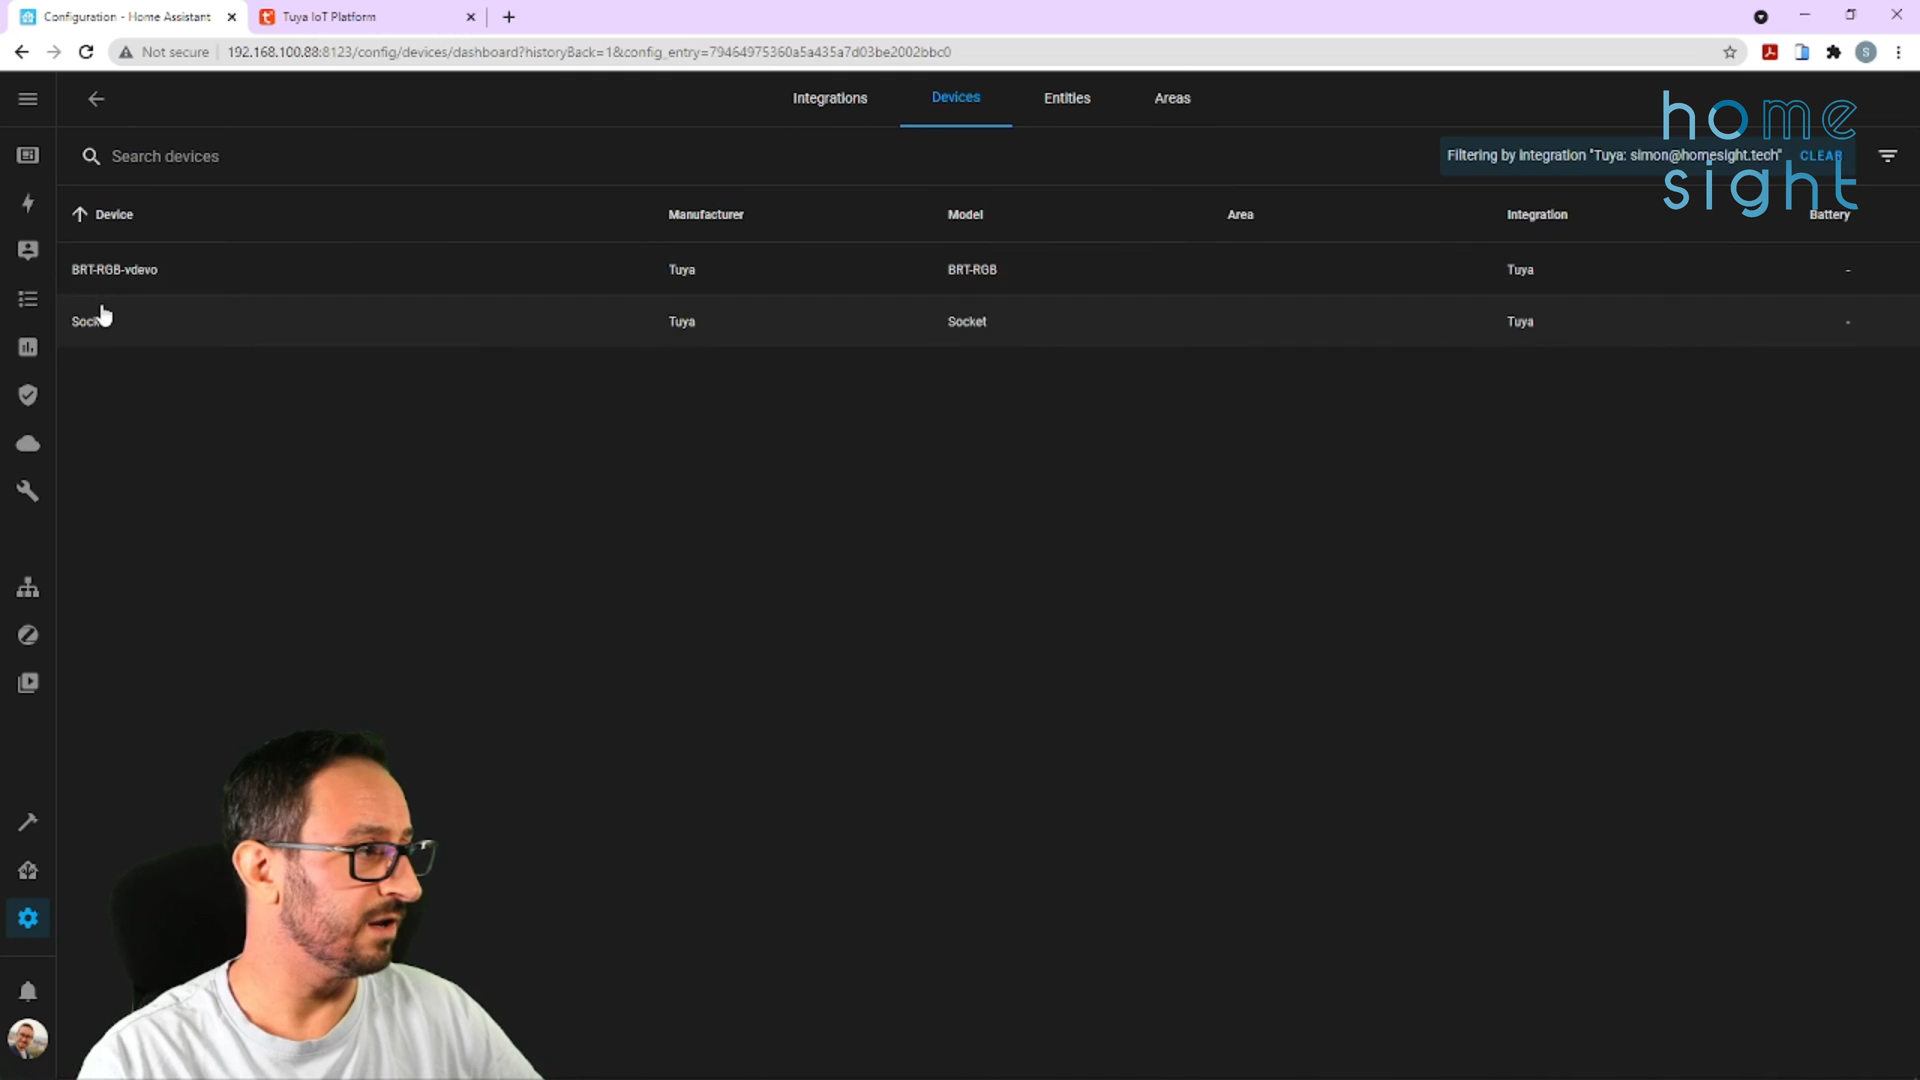 Configuration - Home Assistant
Tuya IoT Platform
Not secure
192.168.100.88:8123/config/devices/dashboard?historyBack=1&config_entry=79464975360a5a435a7d03be2002bbc0
S
Integrations
Devices
Entities
Areas
home
sight
Search devices
Filtering by integration "Tuya: simon@homesight.tech"
CLEAR
Device
Manufacturer
Model
Area
Integration
Battery
BRT-RGB-vdevo
Tuya
BRT-RGB
Tuya
-
Socket
Tuya
Socket
Tuya
-